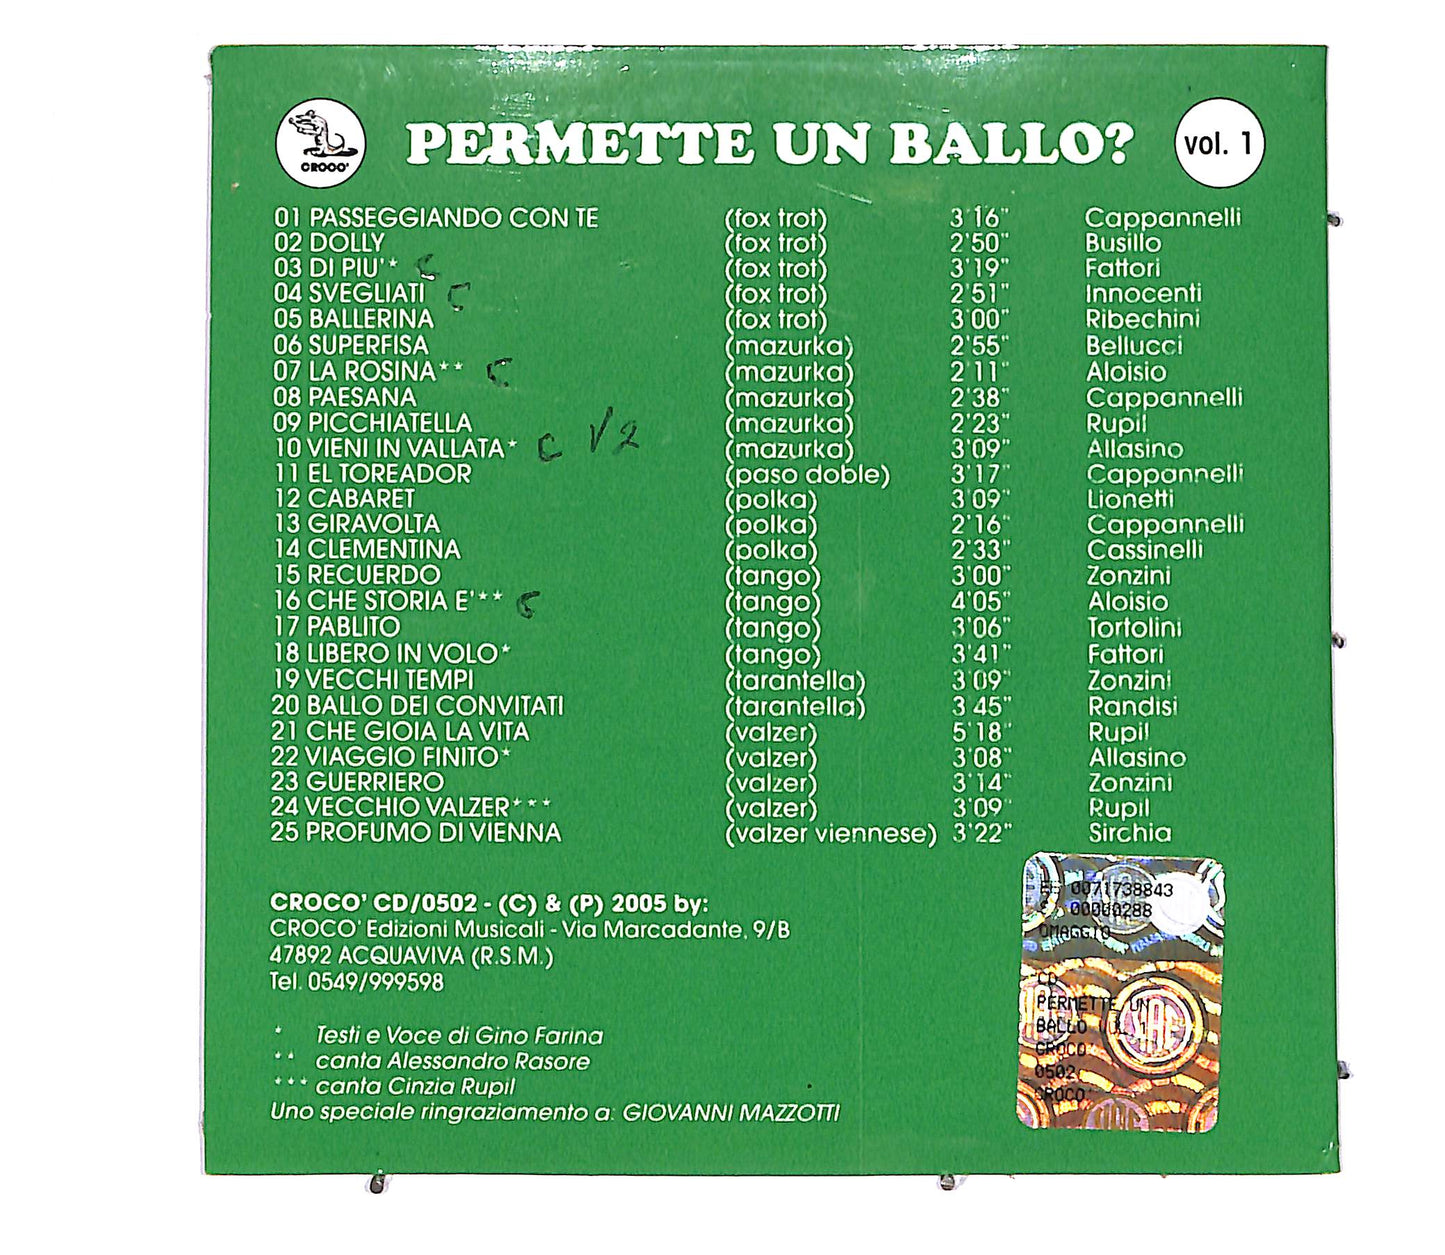 CROCO'
PERMETTE UN BALLO?
vol. 1
01 PASSEGGIANDO CON TE (fox trot) 3'16" Cappannelli
02 DOLLY (fox trot) 2'50" Busillo
03 DI PIU'* C (fox trot) 3'19" Fattori
04 SVEGLIATI C (fox trot) 2'51" Innocenti
05 BALLERINA (fox trot) 3'00" Ribechini
06 SUPERFISA (mazurka) 2'55" Bellucci
07 LA ROSINA** C (mazurka) 2'11" Aloisio
08 PAESANA (mazurka) 2'38" Cappannelli
09 PICCHIATELLA (mazurka) 2'23" Rupil
10 VIENI IN VALLATA* C 1/2 (mazurka) 3'09" Allasino
11 EL TOREADOR (paso doble) 3'17" Cappannelli
12 CABARET (polka) 3'09" Lionetti
13 GIRAVOLTA (polka) 2'16" Cappannelli
14 CLEMENTINA (polka) 2'33" Cassinelli
15 RECUERDO (tango) 3'00" Zonzini
16 CHE STORIA E'** C (tango) 4'05" Aloisio
17 PABLITO (tango) 3'06" Tortolini
18 LIBERO IN VOLO* (tango) 3'41" Fattori
19 VECCHI TEMPI (tarantella) 3'09" Zonzini
20 BALLO DEI CONVITATI (tarantella) 3'45" Randisi
21 CHE GIOIA LA VITA (valzer) 5'18" Rupil
22 VIAGGIO FINITO* (valzer) 3'08" Allasino
23 GUERRIERO (valzer) 3'14" Zonzini
24 VECCHIO VALZER*** (valzer) 3'09" Rupil
25 PROFUMO DI VIENNA (valzer viennese) 3'22" Sirchia
CROCO' CD/0502 - (C) & (P) 2005 by:
CROCO' Edizioni Musicali - Via Marcadante, 9/B
47892 ACQUAVIVA (R.S.M.)
Tel. 0549/999598
* Testi e Voce di Gino Farina
** canta Alessandro Rasore
*** canta Cinzia Rupil
Uno speciale ringraziamento a: GIOVANNI MAZZOTTI
0071738843
00000288
OMAGGIO
CD
PERMETTE UN
BALLO
CROCO'
0502
CROCO'
SIAE